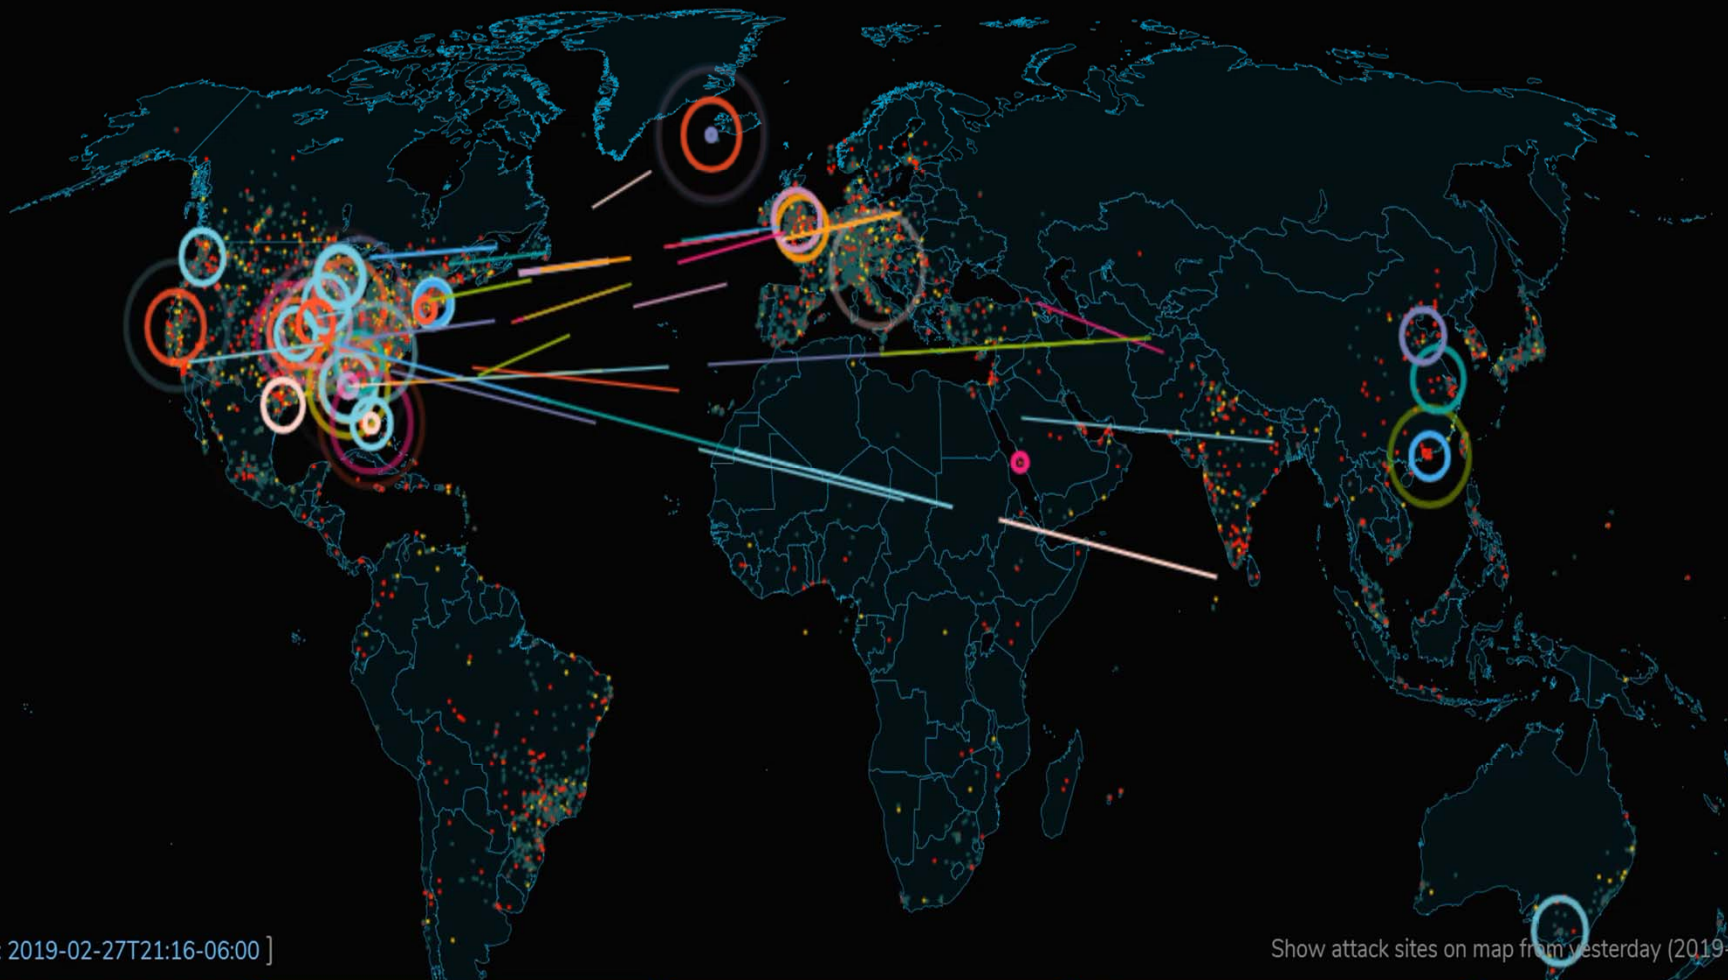 : 2019-02-27T21:16-06:00 ]
Show attack sites on map from yesterday (2019-